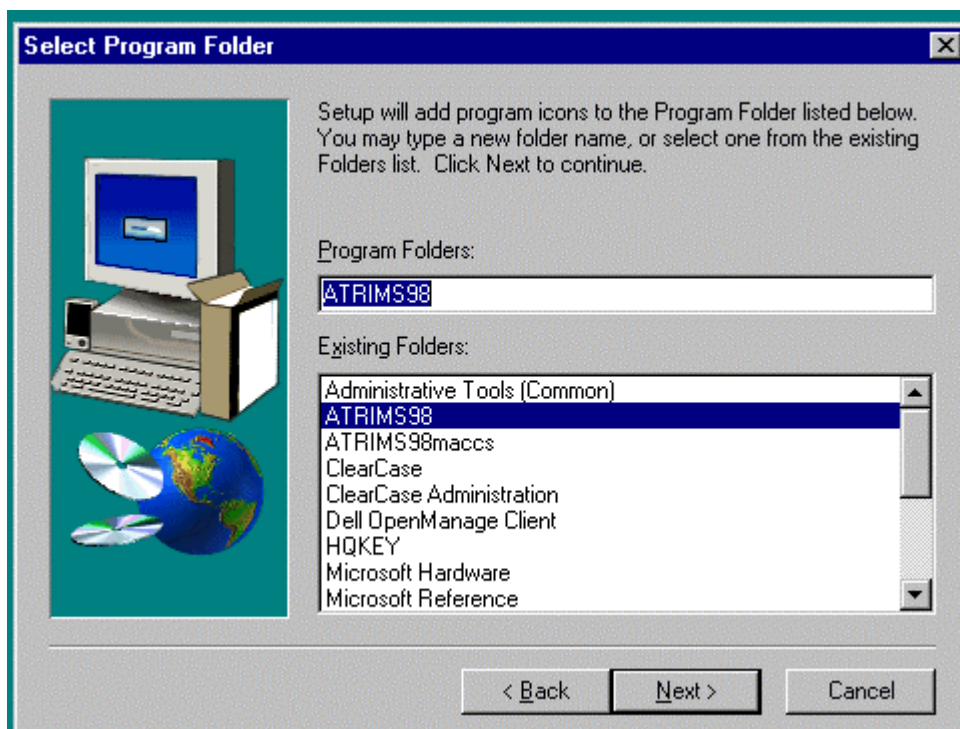 Select Program Folder
Setup will add program icons to the Program Folder listed below.
You may type a new folder name, or select one from the existing
Folders list.  Click Next to continue.
Program Folders:
ATRIMS98
Existing Folders:
Administrative Tools (Common)
ATRIMS98
ATRIMS98maccs
ClearCase
ClearCase Administration
Dell OpenManage Client
HQKEY
Microsoft Hardware
Microsoft Reference
< Back
Next >
Cancel